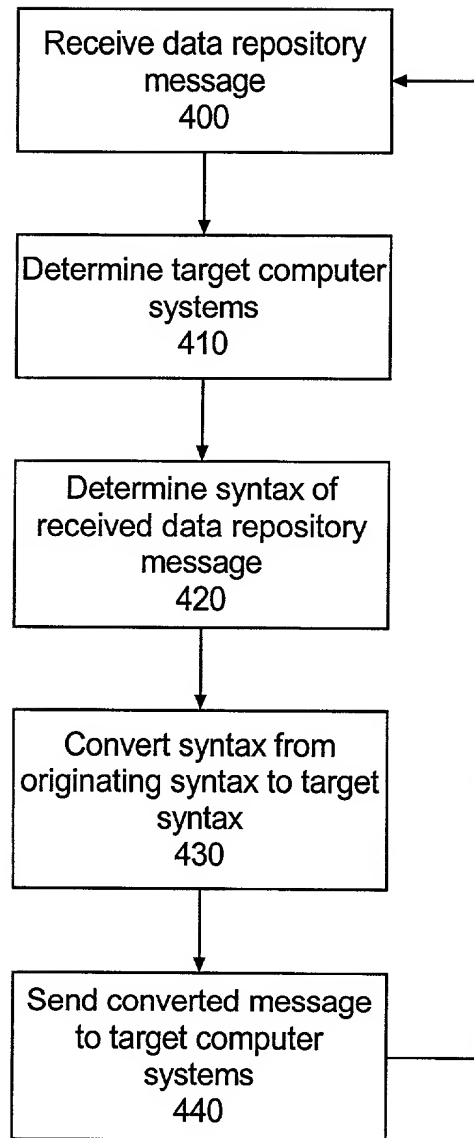 Receive data repository
message
400
Determine target computer
systems
410
Determine syntax of
received data repository
message
420
Convert syntax from
originating syntax to target
syntax
430
Send converted message
to target computer
systems
440